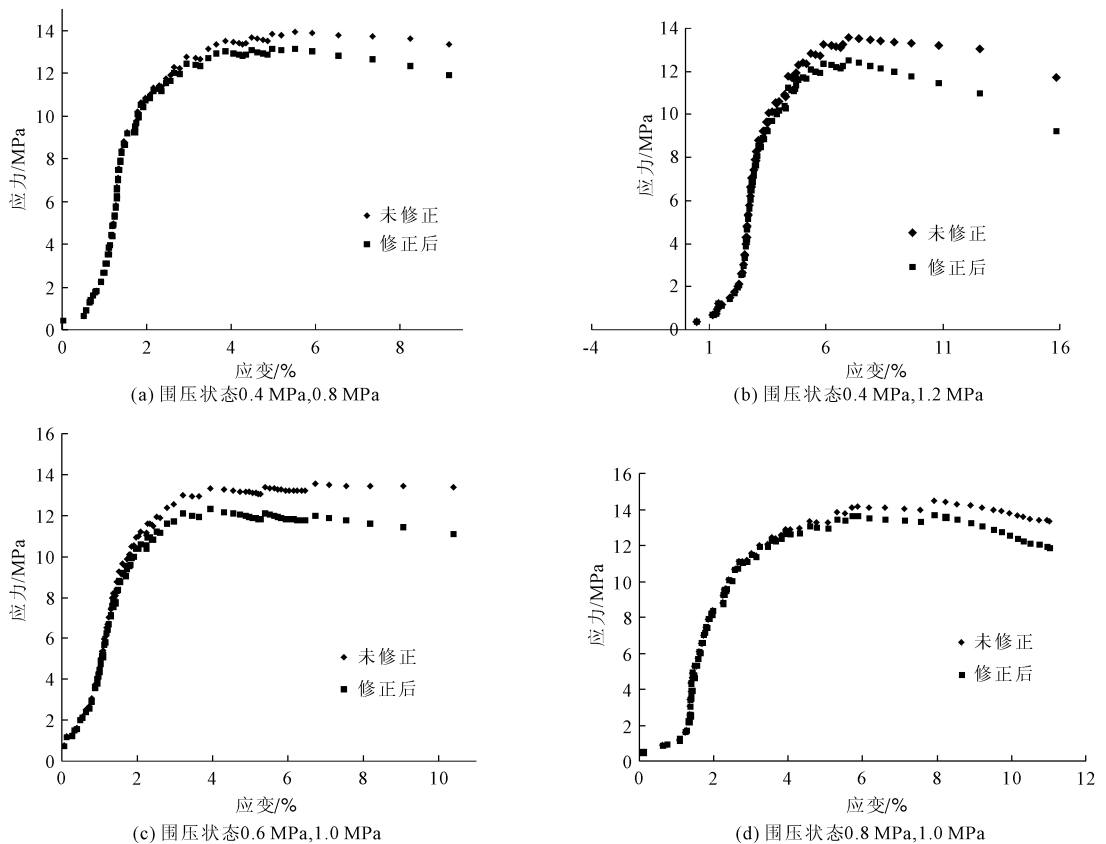 14
12
10
8
6
4
2
0
应力/MPa
◆ 未修正
■ 修正后
0 2 4 6 8
应变/%
(a) 围压状态0.4 MPa,0.8 MPa
14
12
10
8
6
4
2
0
应力/MPa
◆ 未修正
■ 修正后
-4 1 6 11 16
应变/%
(b) 围压状态0.4 MPa,1.2 MPa
16
14
12
10
8
6
4
2
0
应力/MPa
◆ 未修正
■ 修正后
0 2 4 6 8 10
应变/%
(c) 围压状态0.6 MPa,1.0 MPa
16
14
12
10
8
6
4
2
0
应力/MPa
◆ 未修正
■ 修正后
0 2 4 6 8 10 12
应变/%
(d) 围压状态0.8 MPa,1.0 MPa